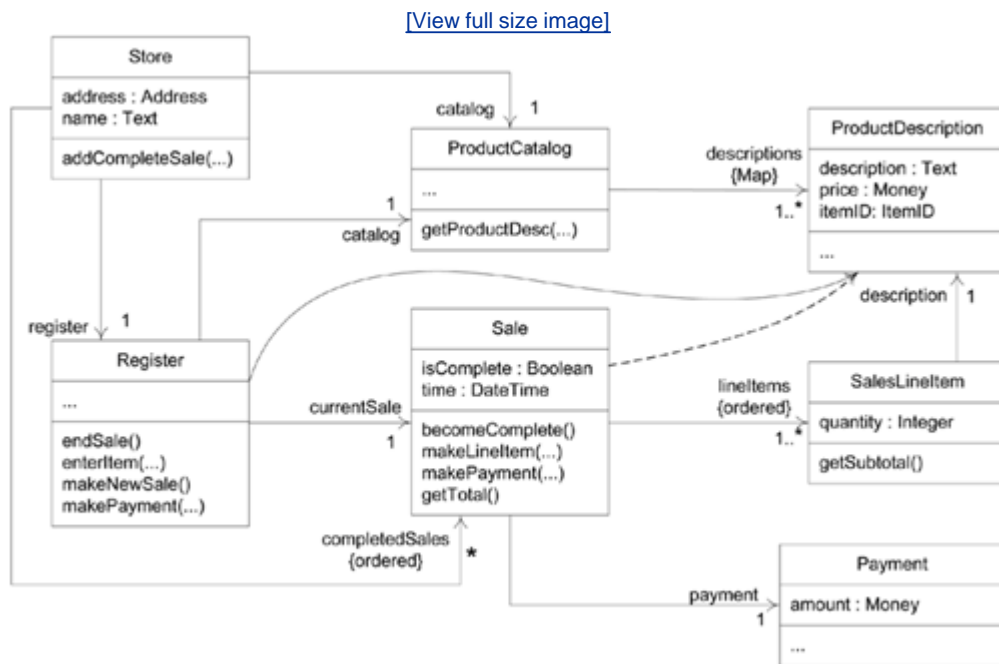 [View full size image]
Store
address : Address
name : Text
addCompleteSale(...)
catalog
1
ProductCatalog
...
getProductDesc(...)
descriptions
{Map}
1..*
ProductDescription
description : Text
price : Money
itemID: ItemID
...
1
catalog
register
1
description
1
Register
...
endSale()
enterItem(...)
makeNewSale()
makePayment(...)
currentSale
1
Sale
isComplete : Boolean
time : DateTime
becomeComplete()
makeLineItem(...)
makePayment(...)
getTotal()
lineItems
{ordered}
1..*
SalesLineItem
quantity : Integer
getSubtotal()
completedSales
{ordered}
*
payment
1
Payment
amount : Money
...